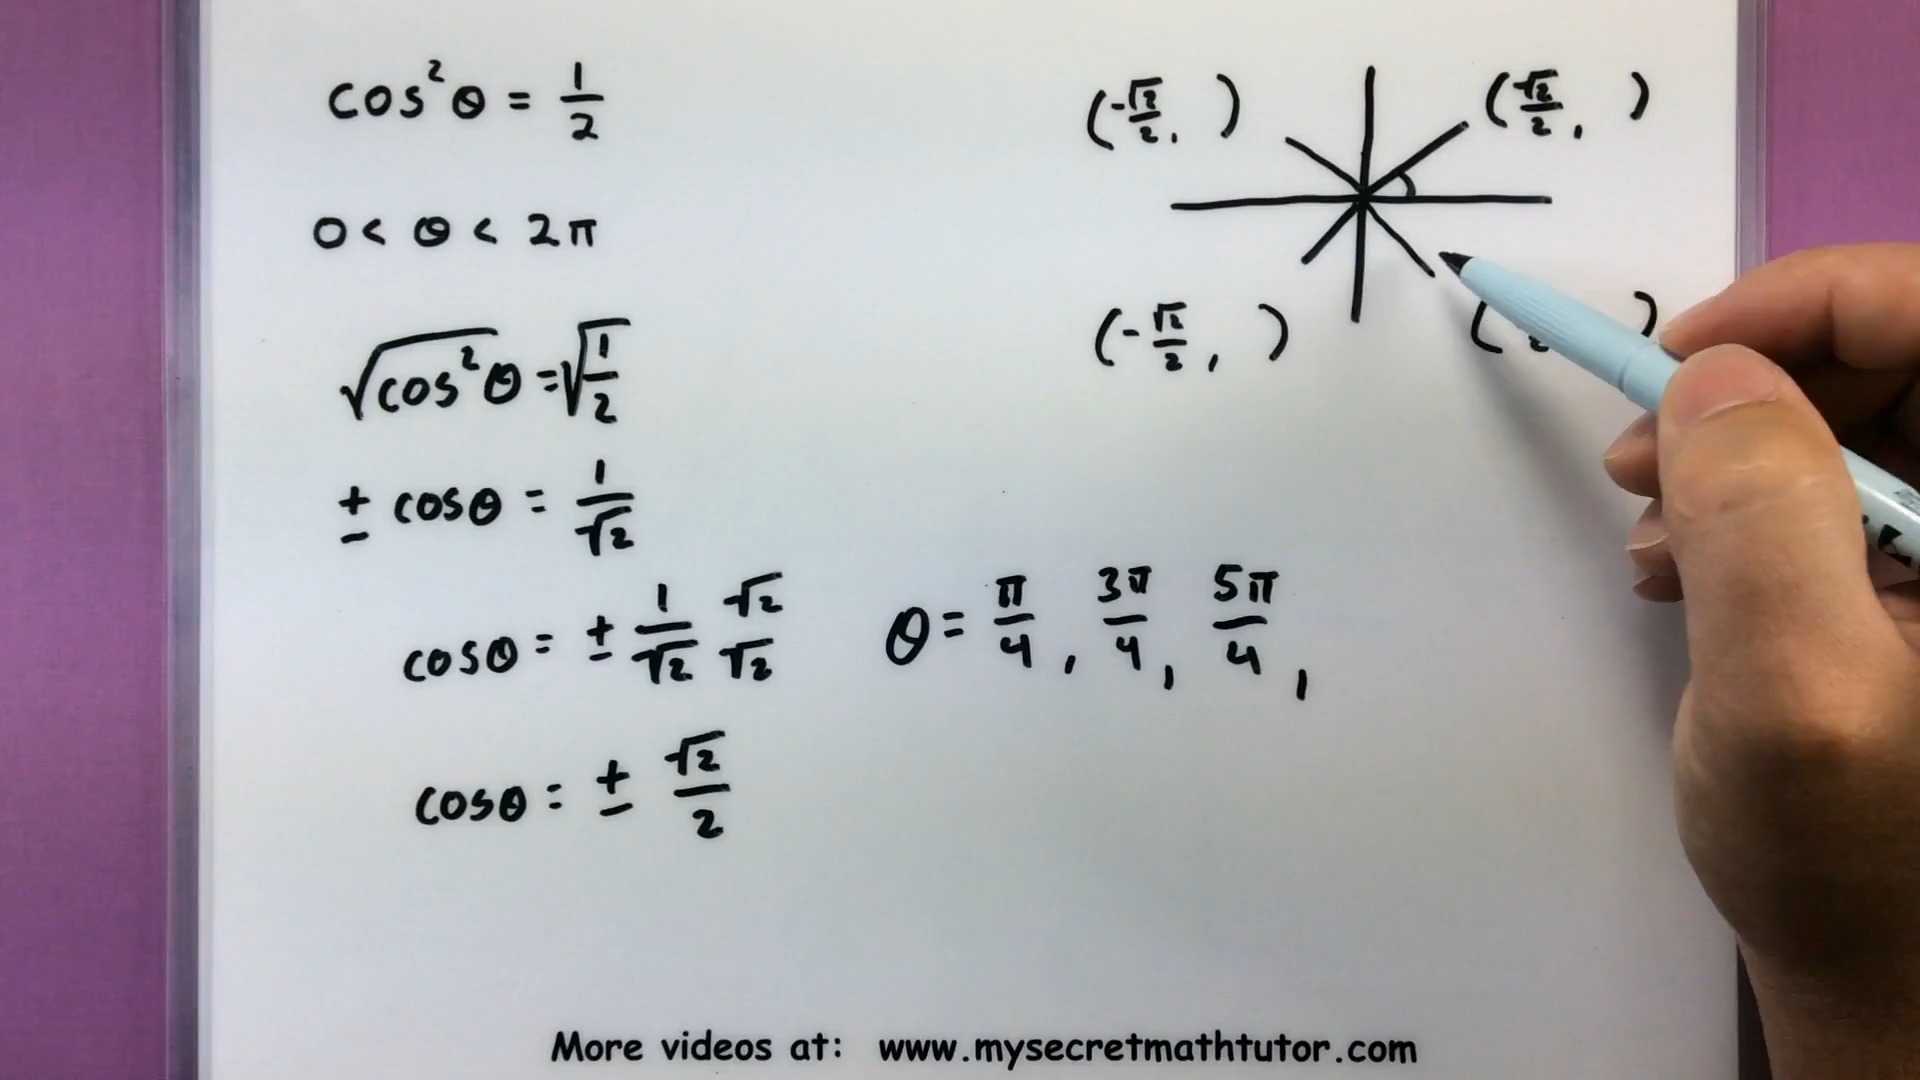 cos²θ = 1/2
0 < θ < 2π
√cos²θ = √1/2
± cosθ = 1/√2
cosθ = ± 1/√2 √2/√2
cosθ = ± √2/2
(-√2/2, )
(√2/2, )
(-√2/2, )
( 2 )
θ = π/4, 3π/4, 5π/4,
More videos at: www.mysecretmathtutor.com